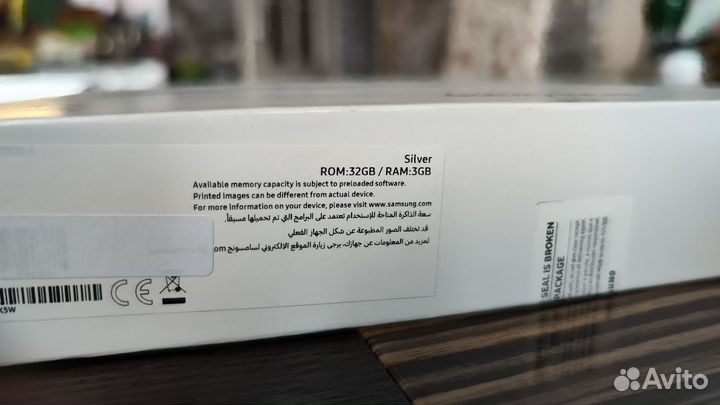 Silver
ROM:32GB / RAM:3GB
Available memory capacity is subject to preloaded software.
Printed images can be different from actual device.
For more information on your device, please visit www.samsung.com
سعة الذاكرة المتاحة للإستخدام تعتمد على البرامج التي تم تحميلها مسبقاً.
قد تختلف الصور المطبوعة عن شكل الجهاز الفعلي
لمزيد من المعلومات عن جهازك، يرجى زيارة الموقع الالكتروني لسامسونج om
K5W
CE
SEAL IS BROKEN
PACKAGE
Avito